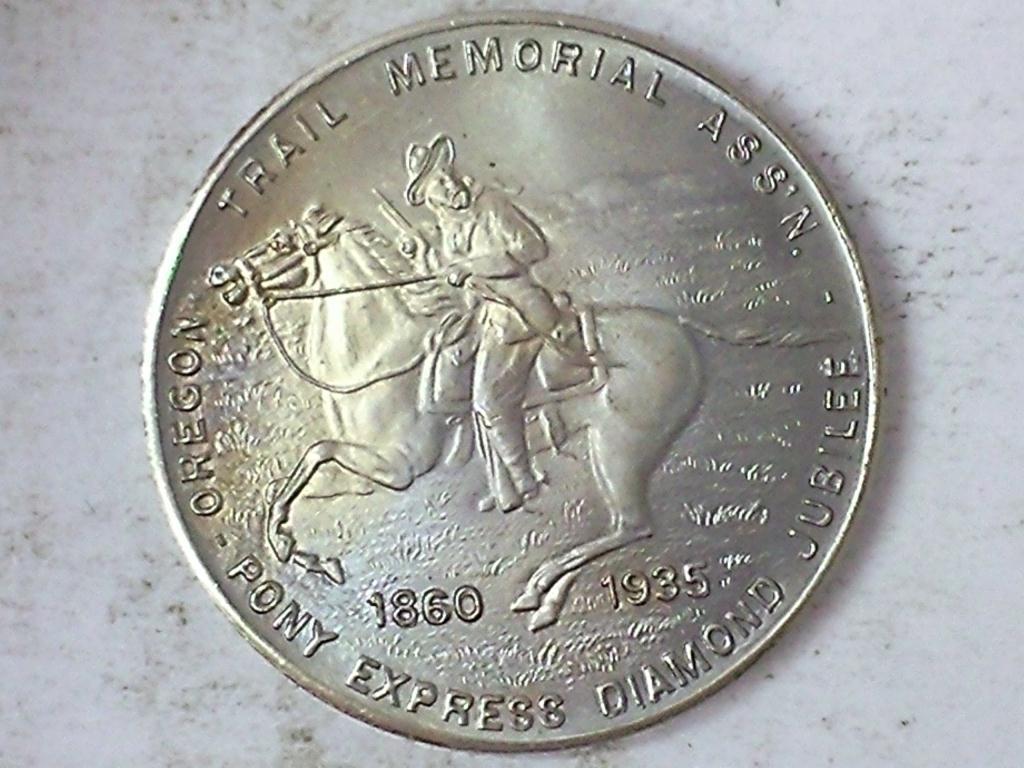 OREGON TRAIL MEMORIAL ASS'N.
- PONY EXPRESS DIAMOND JUBILEE -
1860 1935